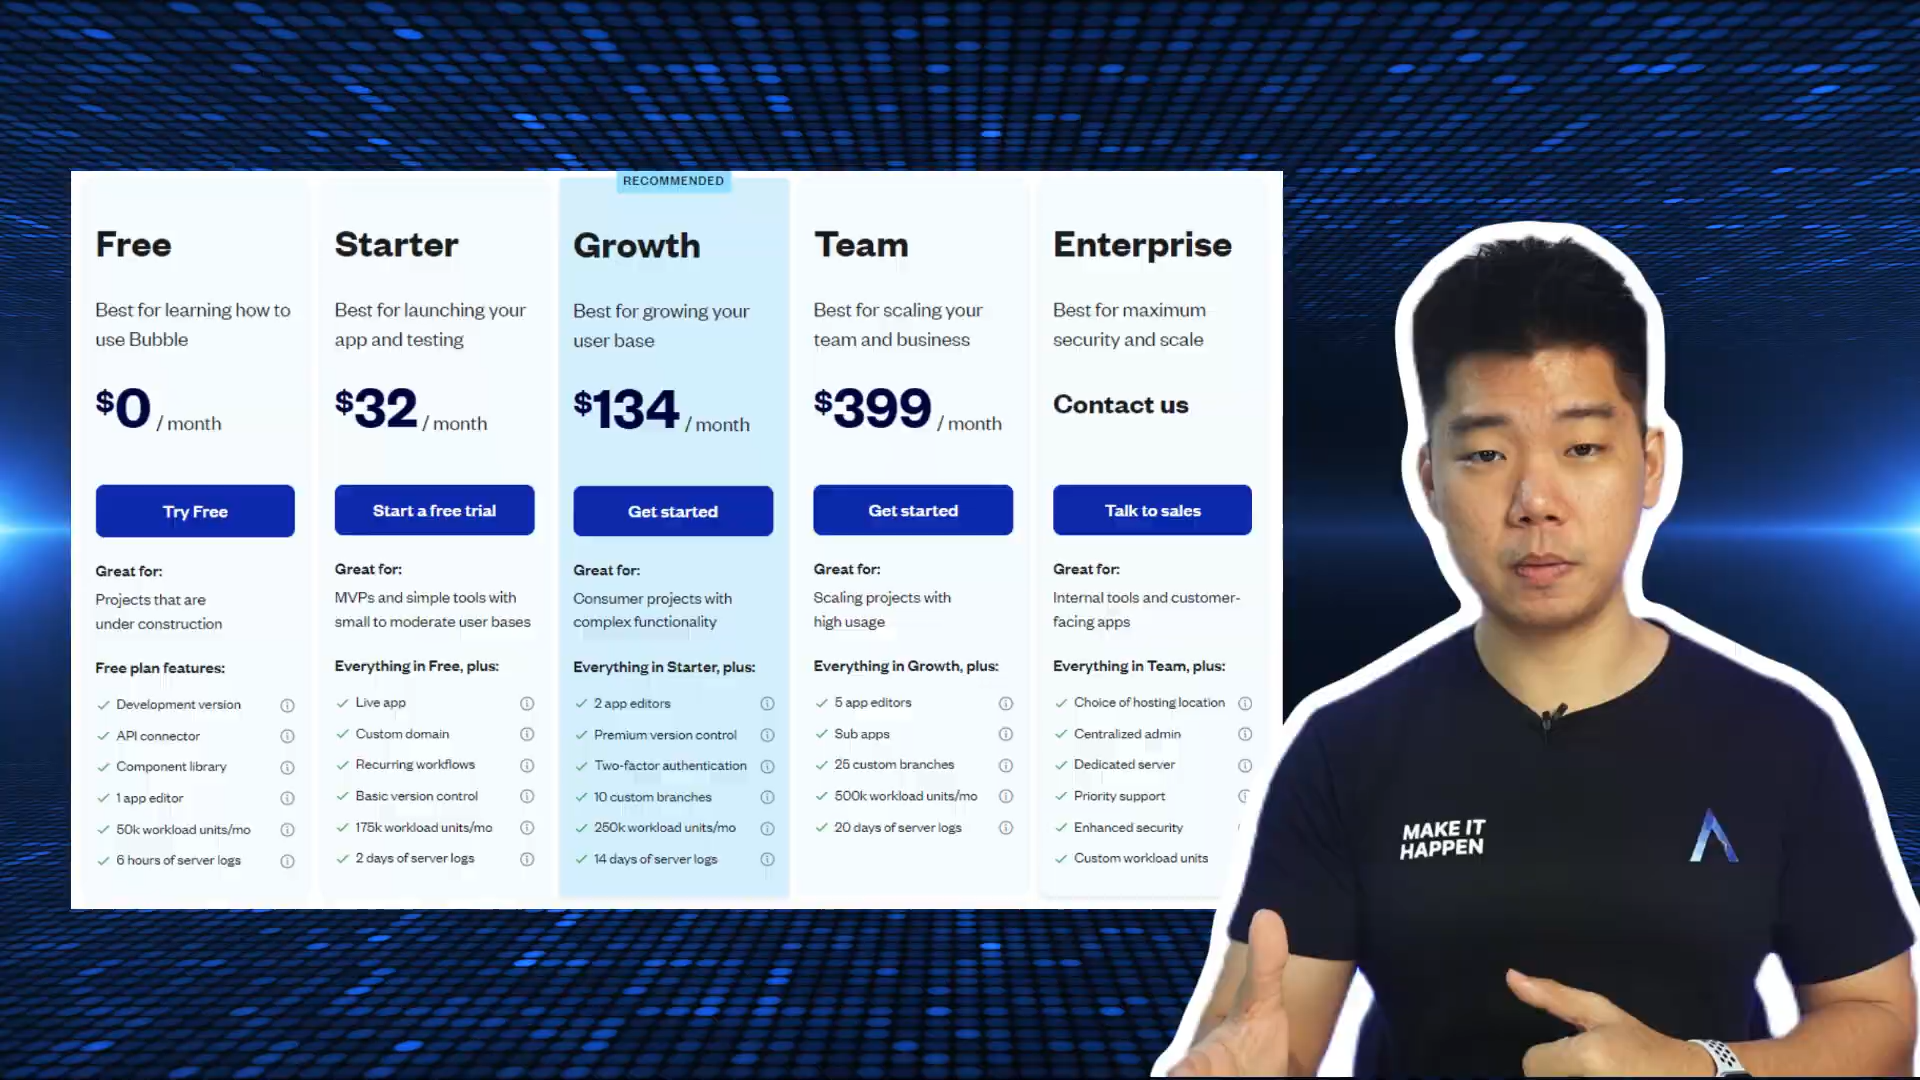 Free
Best for learning how to
use Bubble
$0 / month
Try Free
Great for:
Projects that are
under construction
Free plan features:
Development version
API connector
Component library
1 app editor
50k workload units/mo
6 hours of server logs
Starter
Best for launching your
app and testing
$32 / month
Start a free trial
Great for:
MVPs and simple tools with
small to moderate user bases
Everything in Free, plus:
Live app
Custom domain
Recurring workflows
Basic version control
175k workload units/mo
2 days of server logs
RECOMMENDED
Growth
Best for growing your
user base
$134 / month
Get started
Great for:
Consumer projects with
complex functionality
Everything in Starter, plus:
2 app editors
Premium version control
Two-factor authentication
10 custom branches
250k workload units/mo
14 days of server logs
Team
Best for scaling your
team and business
$399 / month
Get started
Great for:
Scaling projects with
high usage
Everything in Growth, plus:
5 app editors
Sub apps
25 custom branches
500k workload units/mo
20 days of server logs
Enterprise
Best for maximum
security and scale
Contact us
Talk to sales
Great for:
Internal tools and customer-
facing apps
Everything in Team, plus:
Choice of hosting location
Centralized admin
Dedicated server
Priority support
Enhanced security
Custom workload units
MAKE IT
HAPPEN